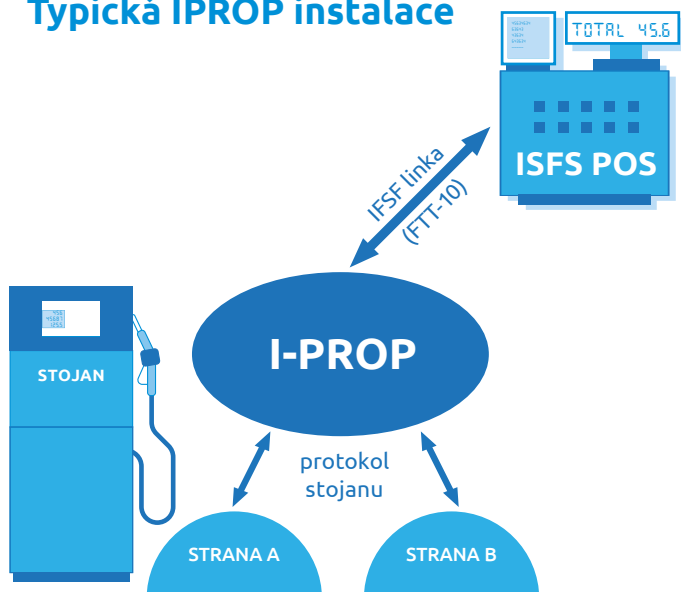 Typická IPROP instalace
TOTAL 45.6
ISFS POS
IFSF linka
(FTT-10)
I-PROP
STOJAN
protokol
stojanu
STRANA A
STRANA B